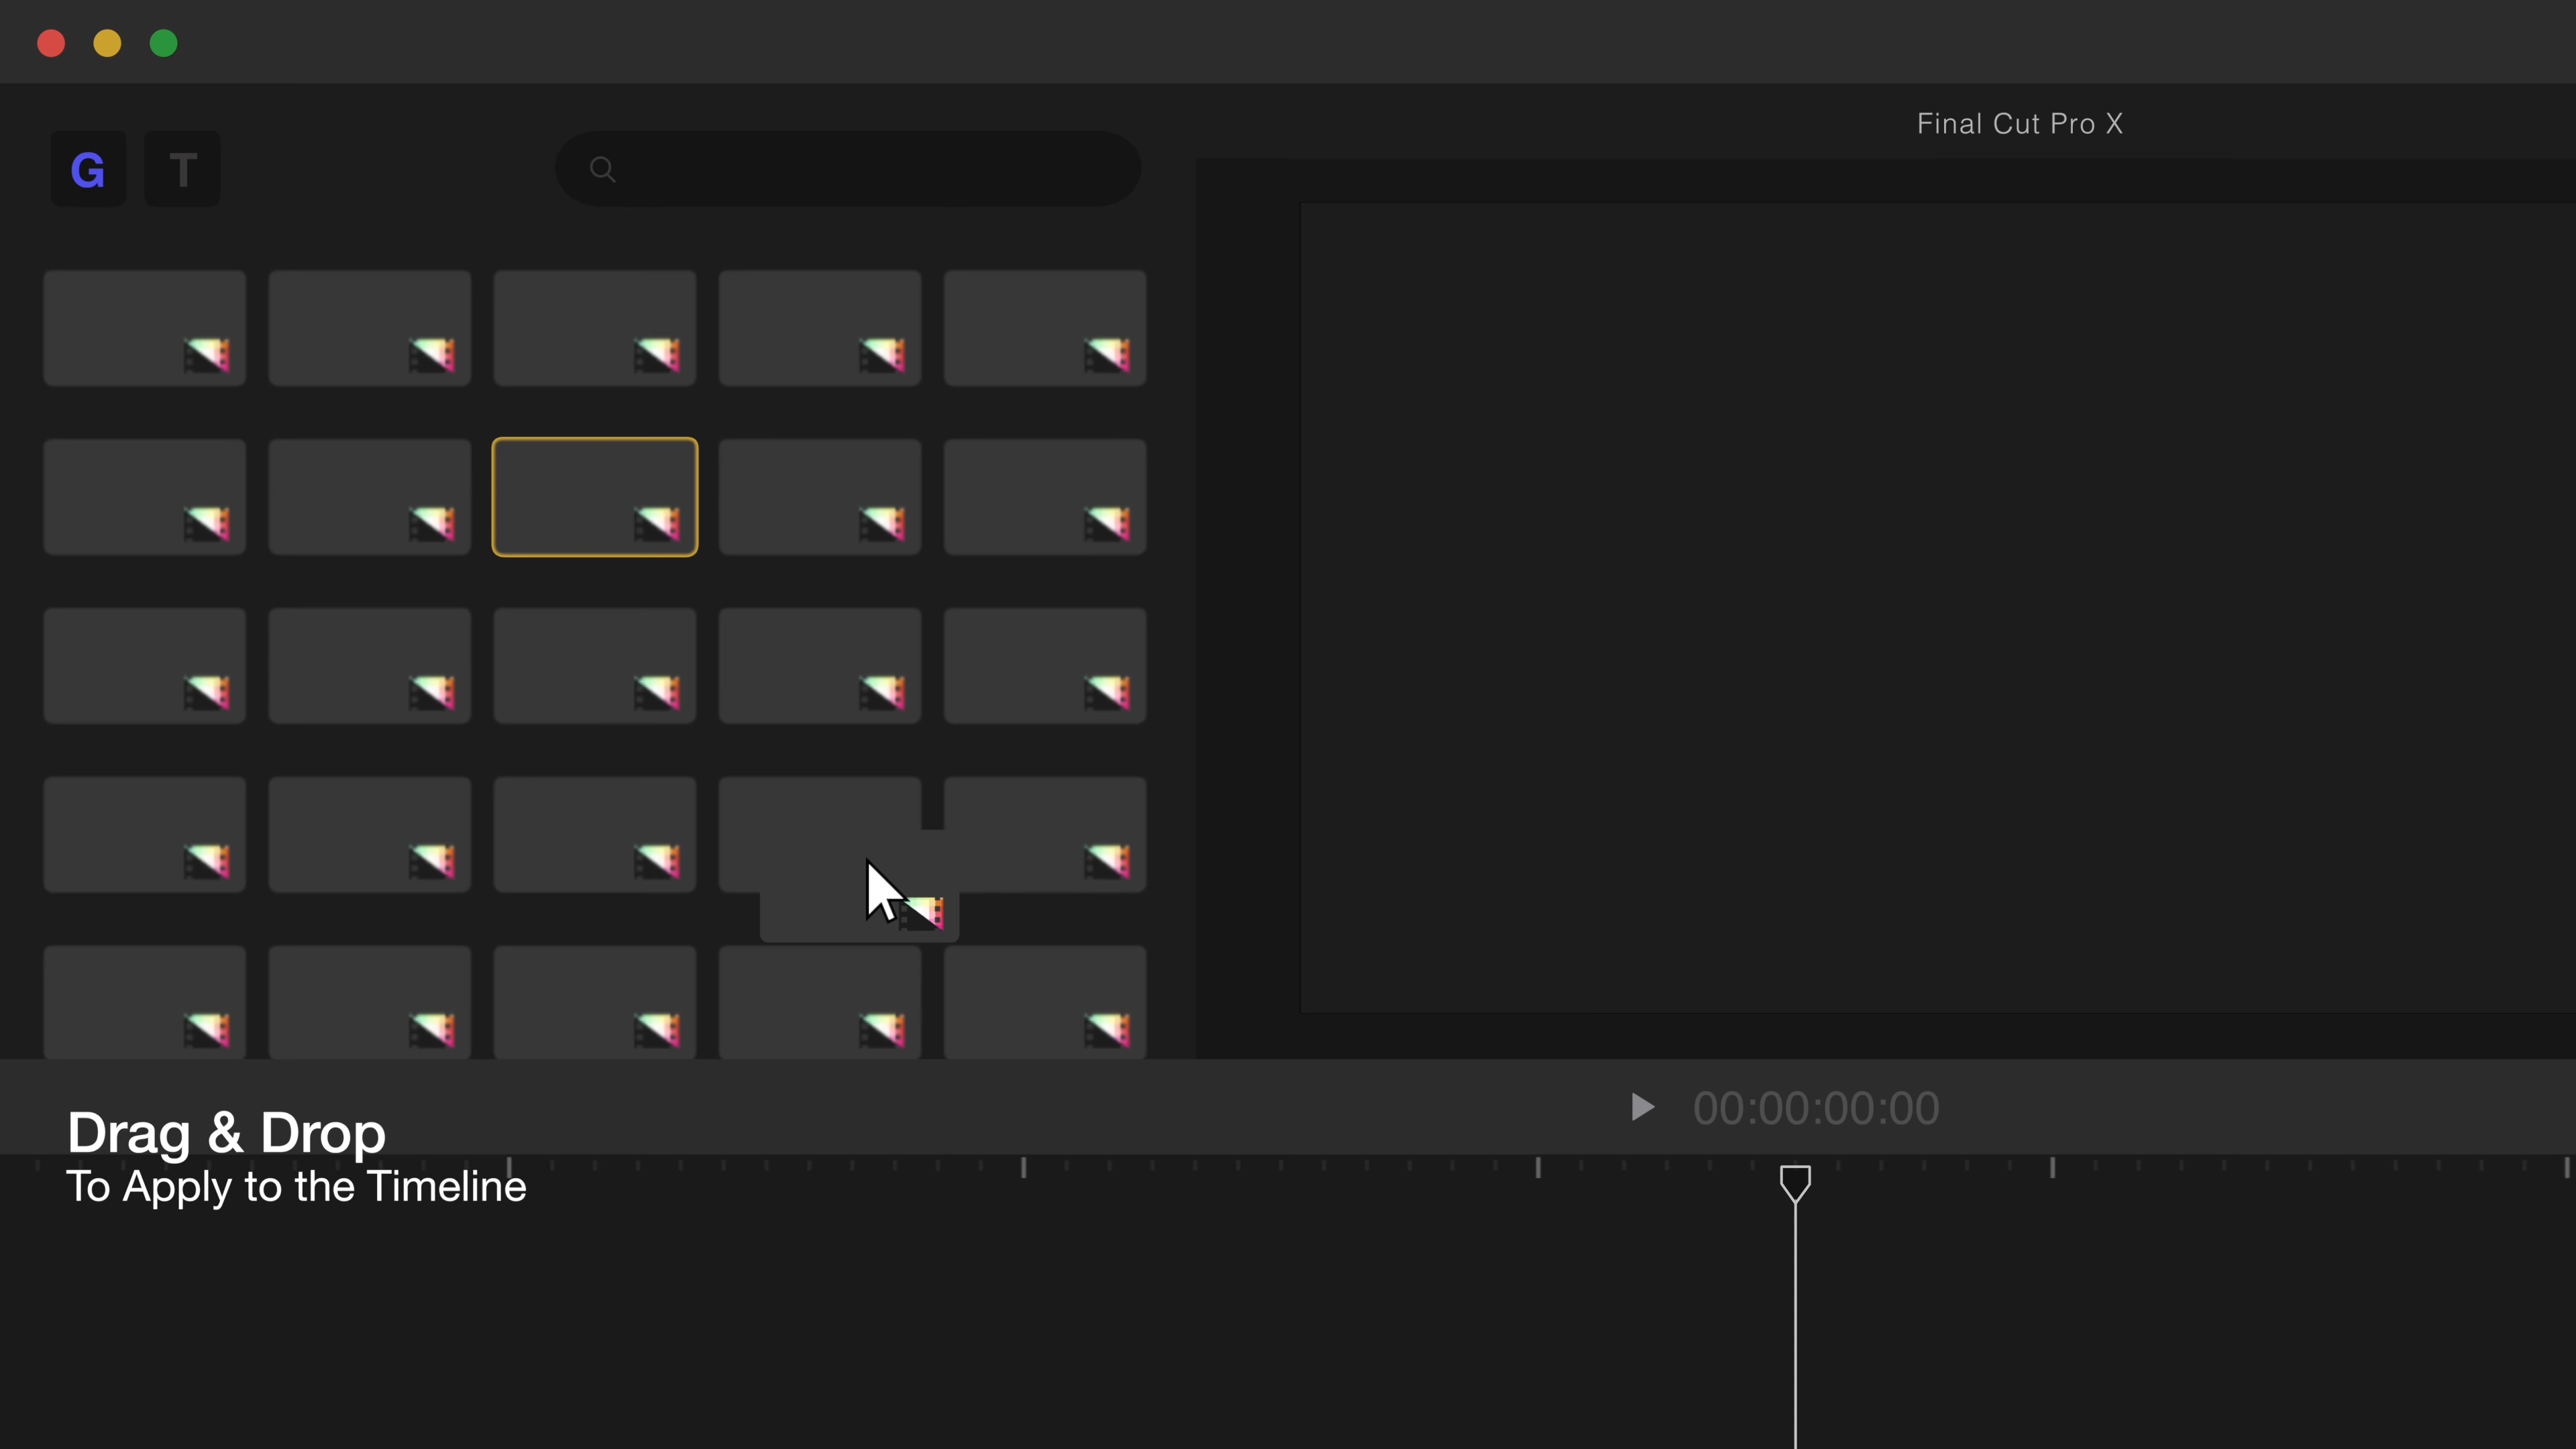 Final Cut Pro X
G T
00:00:00:00
Drag & Drop
To Apply to the Timeline